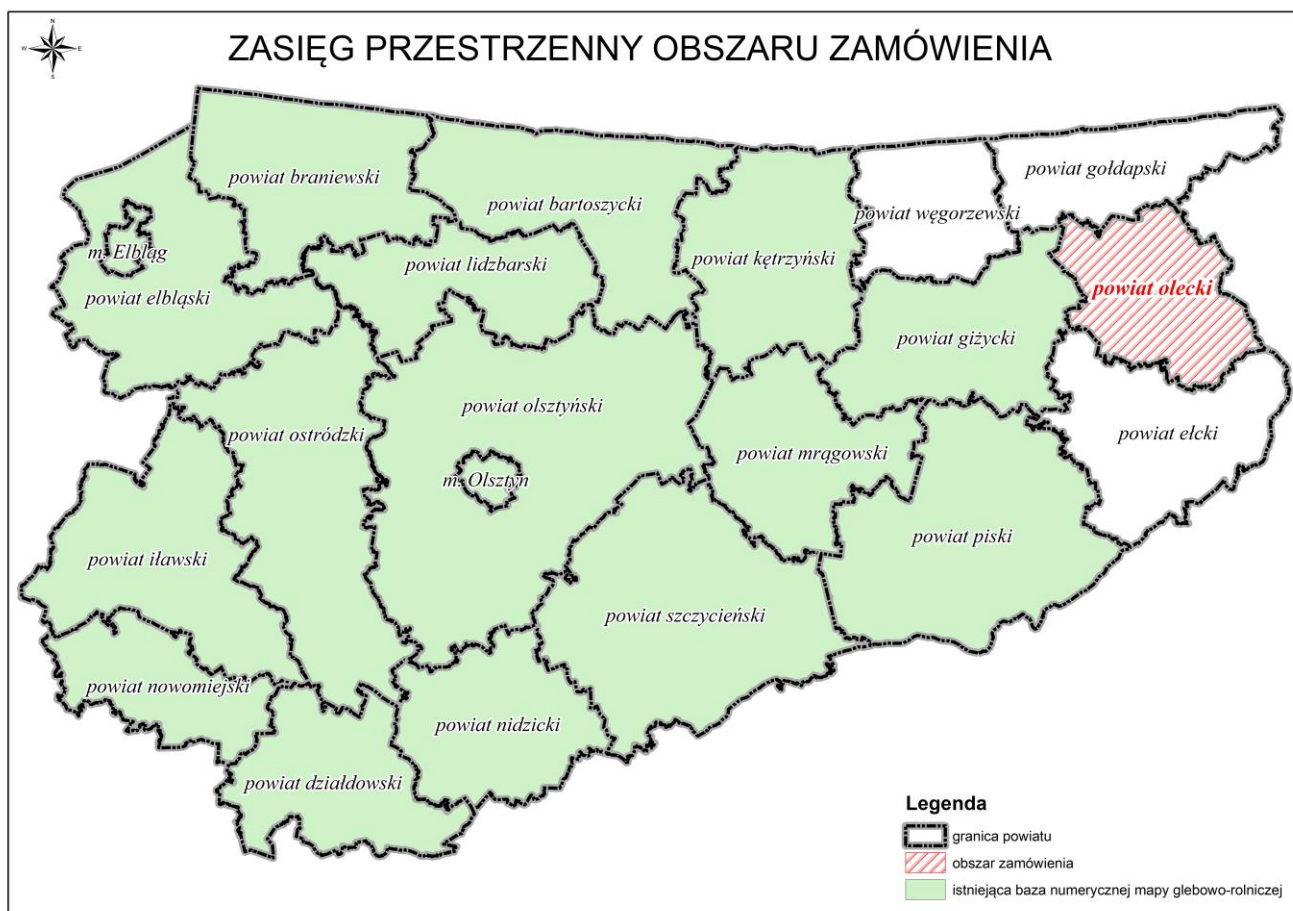 N
W E
S
ZASIĘG PRZESTRZENNY OBSZARU ZAMÓWIENIA
powiat gołdapski
powiat braniewski
powiat bartoszycki
powiat węgorzewski
m. Elbląg
powiat lidzbarski
powiat kętrzyński
powiat olecki
powiat elbląski
powiat giżycki
powiat olsztyński
powiat ostródzki
powiat ełcki
powiat mrągowski
m. Olsztyn
powiat iławski
powiat piski
powiat szczycieński
powiat nowomiejski
powiat nidzicki
powiat działdowski
Legenda
granica powiatu
obszar zamówienia
istniejąca baza numerycznej mapy glebowo-rolniczej